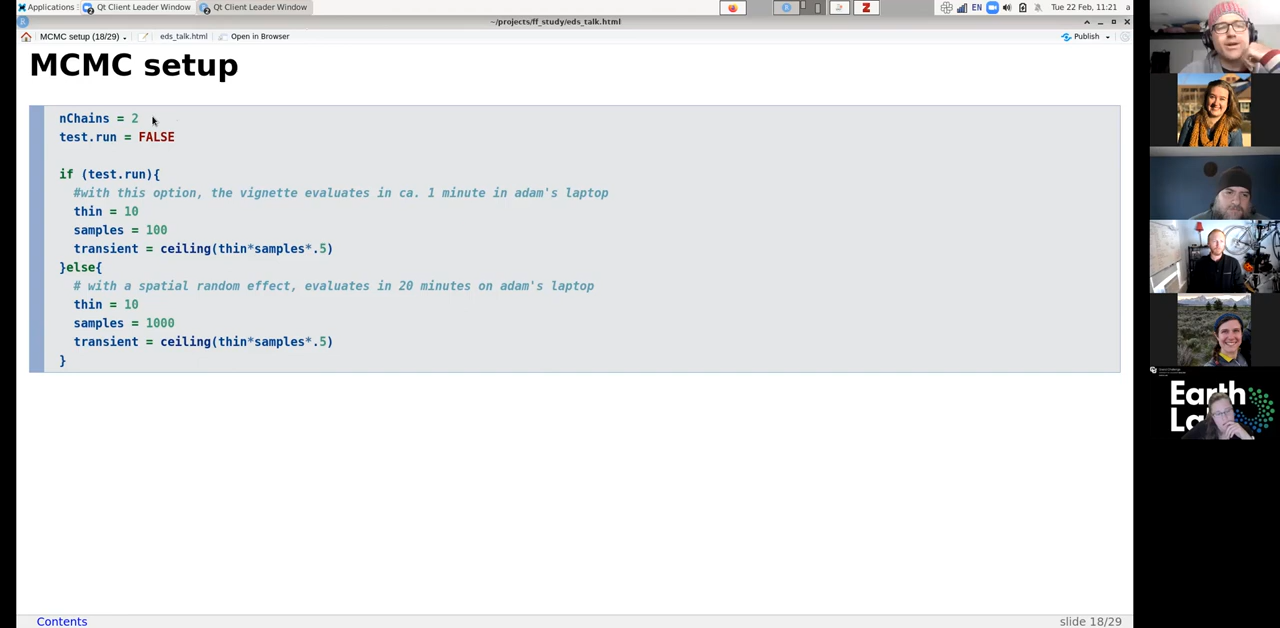 Applications
Qt Client Leader Window
Qt Client Leader Window
EN
Tue 22 Feb, 11:21
a
~/projects/ff_study/eds_talk.html
MCMC setup (18/29)
eds_talk.html
Open in Browser
Publish
MCMC setup
nChains = 2
test.run = FALSE
if (test.run){
#with this option, the vignette evaluates in ca. 1 minute in adam's laptop
thin = 10
samples = 100
transient = ceiling(thin*samples*.5)
}else{
# with a spatial random effect, evaluates in 20 minutes on adam's laptop
thin = 10
samples = 1000
transient = ceiling(thin*samples*.5)
}
Contents
slide 18/29
Earth
La